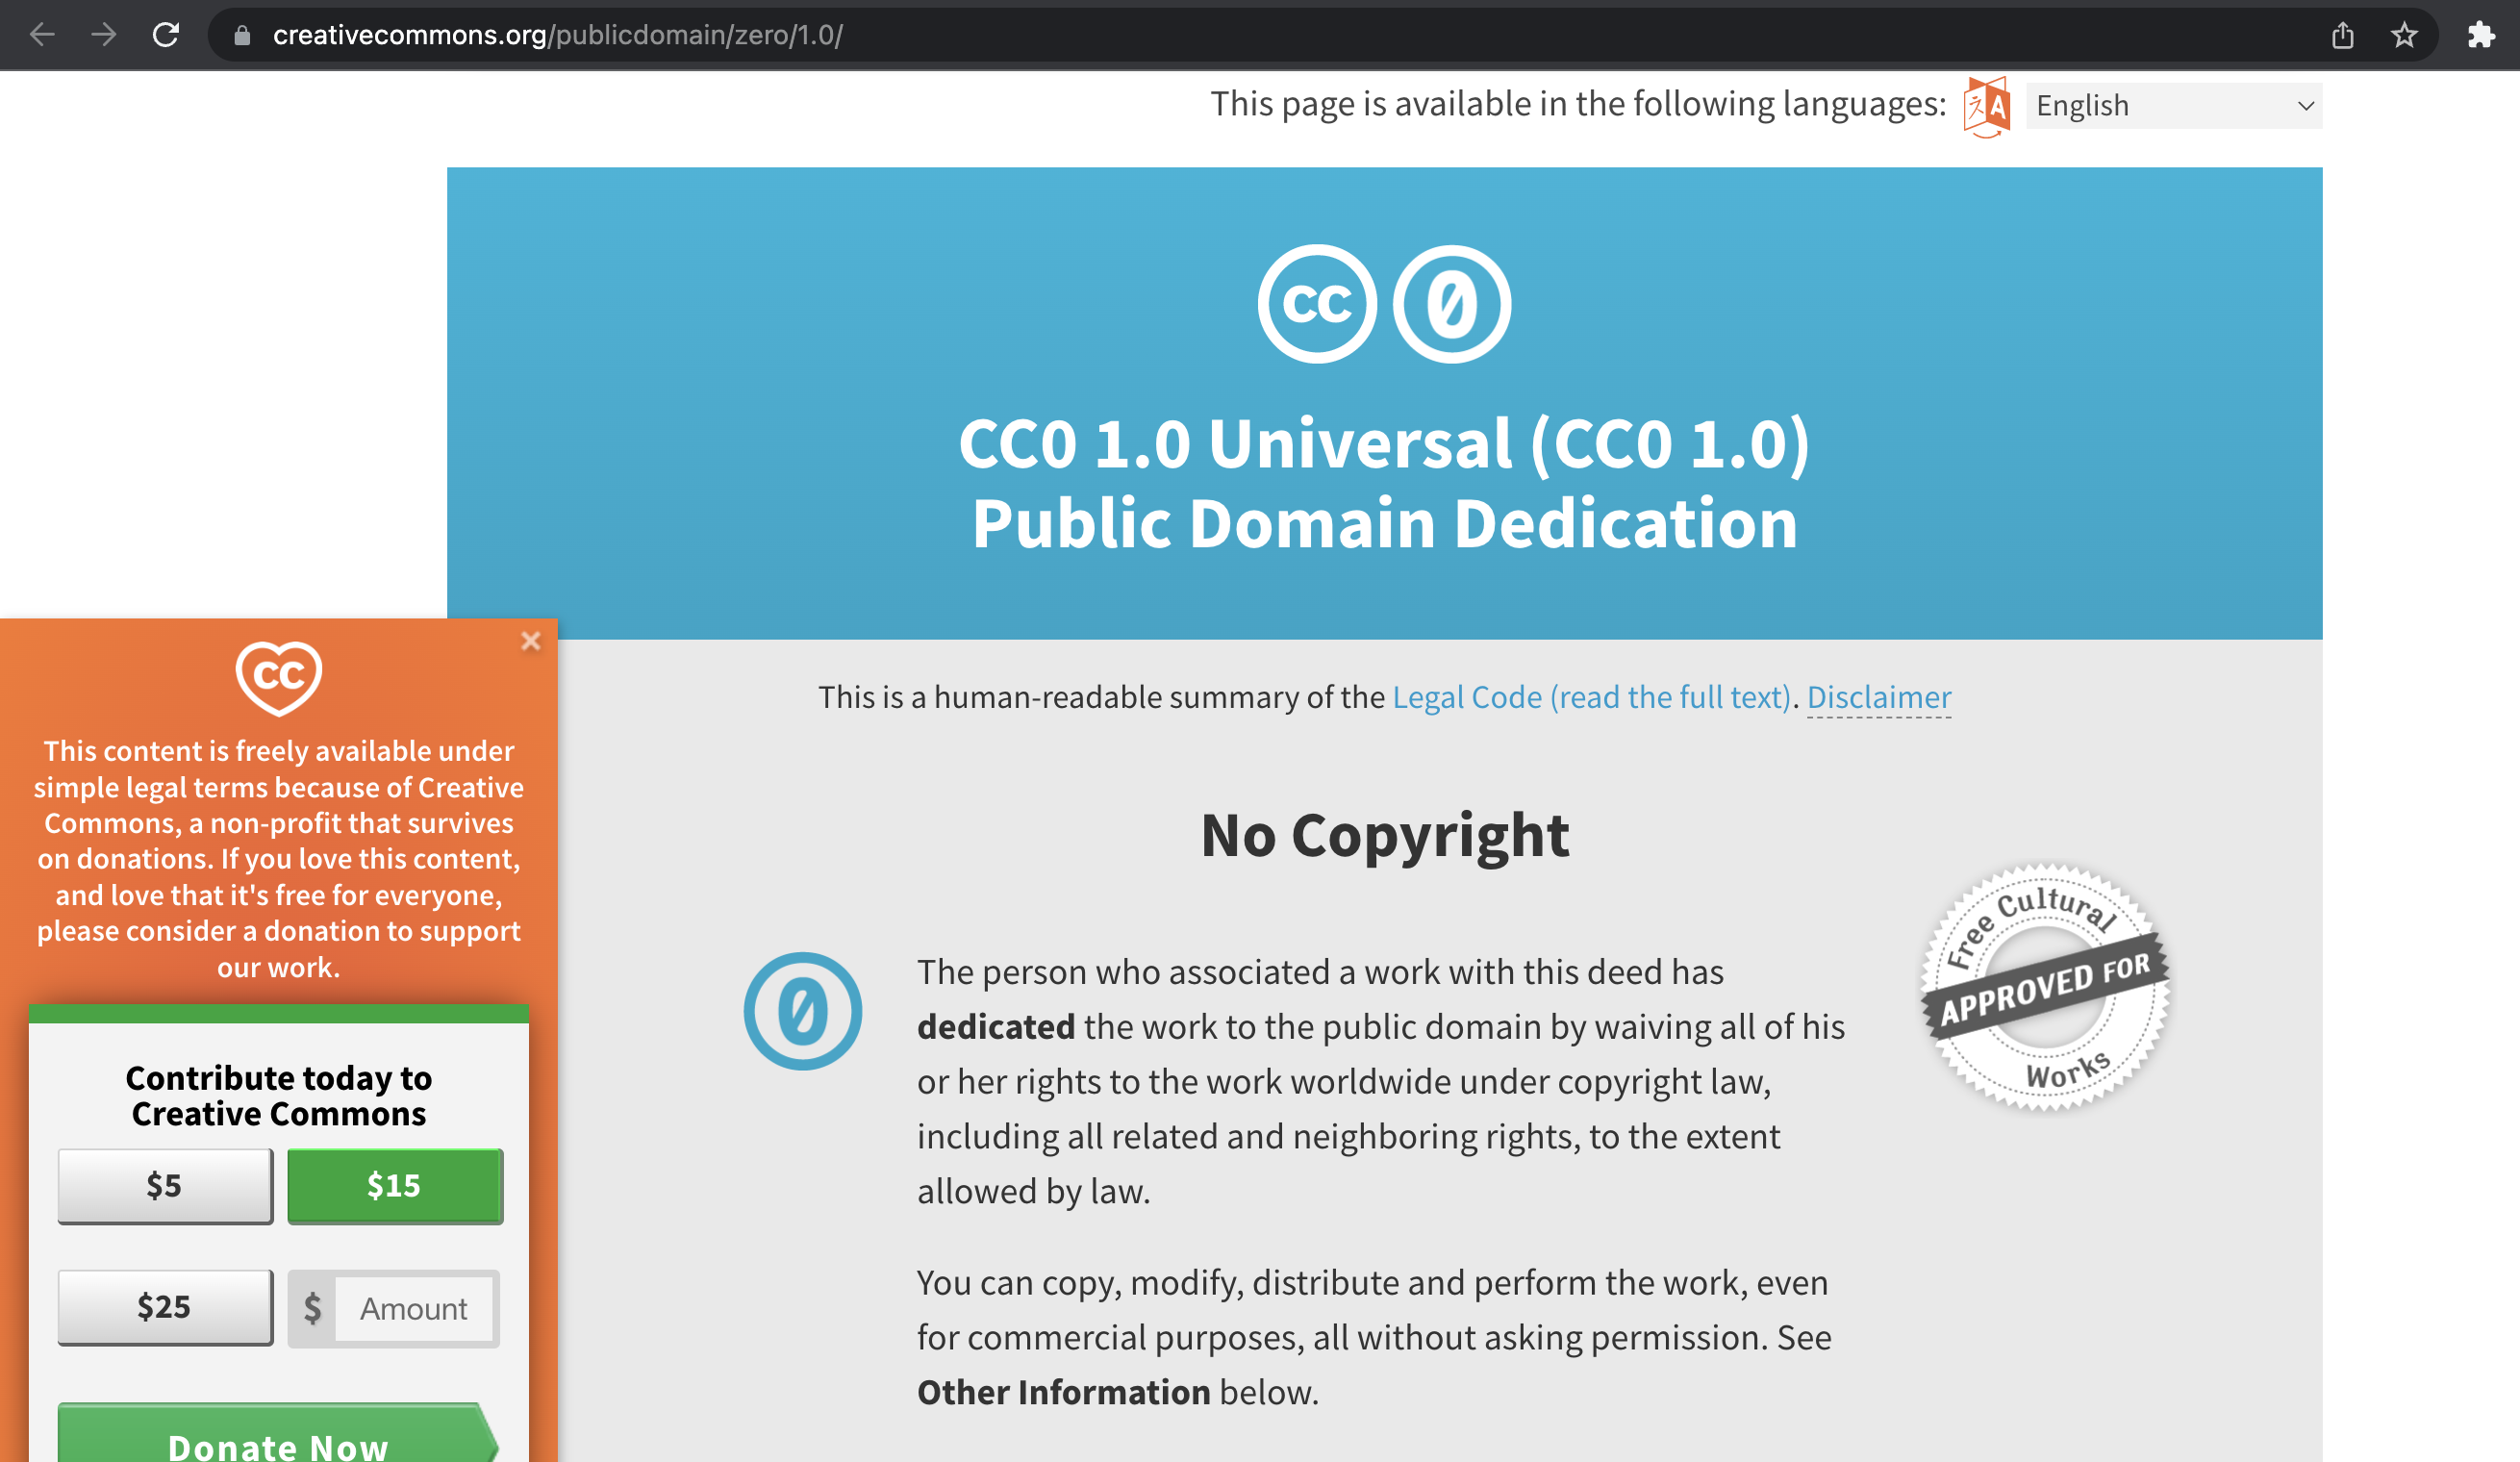 creativecommons.org/publicdomain/zero/1.0/
This page is available in the following languages:
English
CC0 1.0 Universal (CC0 1.0)
Public Domain Dedication
This is a human-readable summary of the Legal Code (read the full text). Disclaimer
No Copyright
The person who associated a work with this deed has
dedicated the work to the public domain by waiving all of his
or her rights to the work worldwide under copyright law,
including all related and neighboring rights, to the extent
allowed by law.
You can copy, modify, distribute and perform the work, even
for commercial purposes, all without asking permission. See
Other Information below.
Free Cultural
APPROVED FOR
Works
cc
This content is freely available under
simple legal terms because of Creative
Commons, a non-profit that survives
on donations. If you love this content,
and love that it's free for everyone,
please consider a donation to support
our work.
Contribute today to
Creative Commons
$5
$15
$25
$ Amount
Donate Now